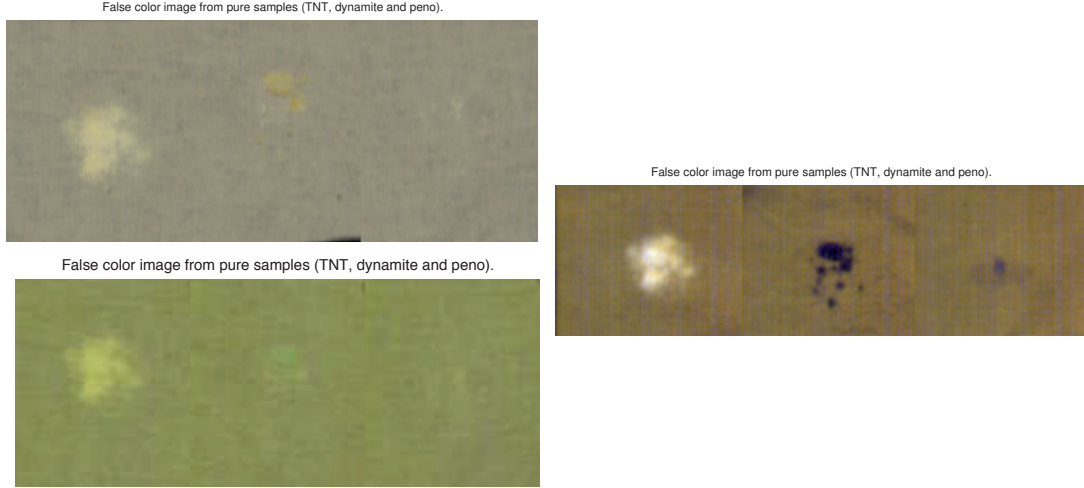 False color image from pure samples (TNT, dynamite and peno).
False color image from pure samples (TNT, dynamite and peno).
False color image from pure samples (TNT, dynamite and peno).